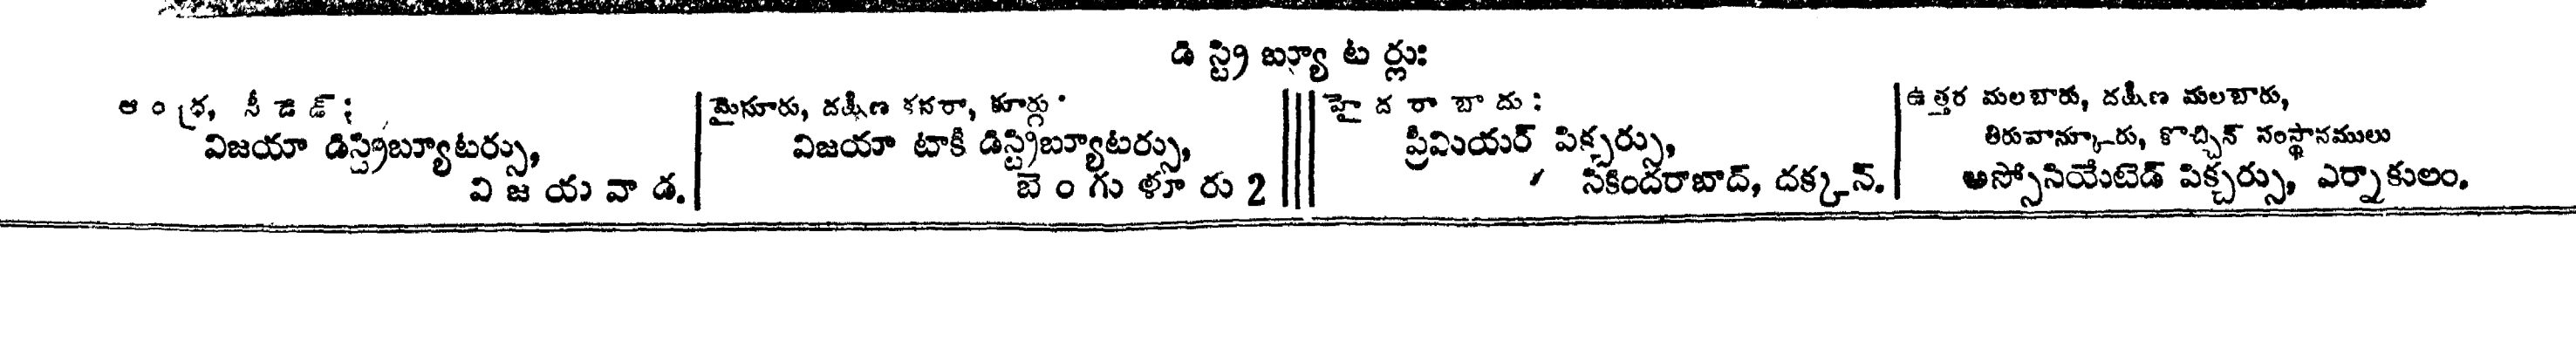 డిస్ట్రిబ్యూటర్లు:
ఆంధ్ర, సీడెడ్:
విజయా డిస్ట్రిబ్యూటర్సు,
విజయవాడ.
మైసూరు, దక్షిణ కనరా, కూర్గు
విజయా టాకీ డిస్ట్రిబ్యూటర్సు,
బెంగుళూరు 2
హైదరాబాదు:
ప్రీమియర్ పిక్చర్సు,
సికిందరాబాద్, దక్కన్.
ఉత్తర మలబారు, దక్షిణ మలబారు,
తిరువాన్కూరు, కొచ్చిన్ సంస్థానములు
అస్సోసియేటెడ్ పిక్చర్సు, ఎర్నాకులం.